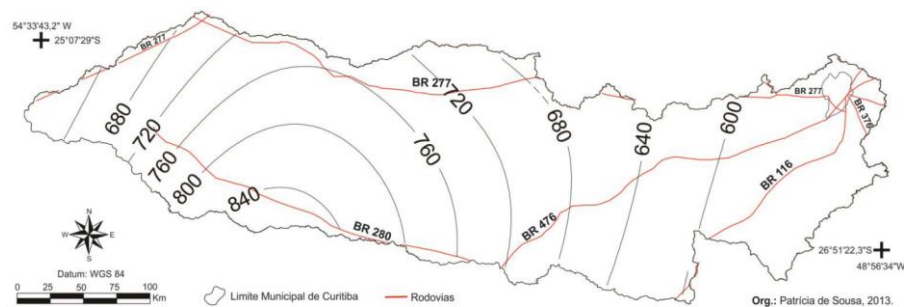 54°33'43,2" W
25°07'29"S
BR 277
680
720
760
800
840
BR 277
720
760
680
640
600
BR 277
BR 376
BR 116
BR 476
BR 280
N
W
E
S
Datum: WGS 84
0 25 50 75 100
Km
Limite Municipal de Curitiba
Rodovias
26°51'22,3"S
48°56'34"W
Org.: Patrícia de Sousa, 2013.